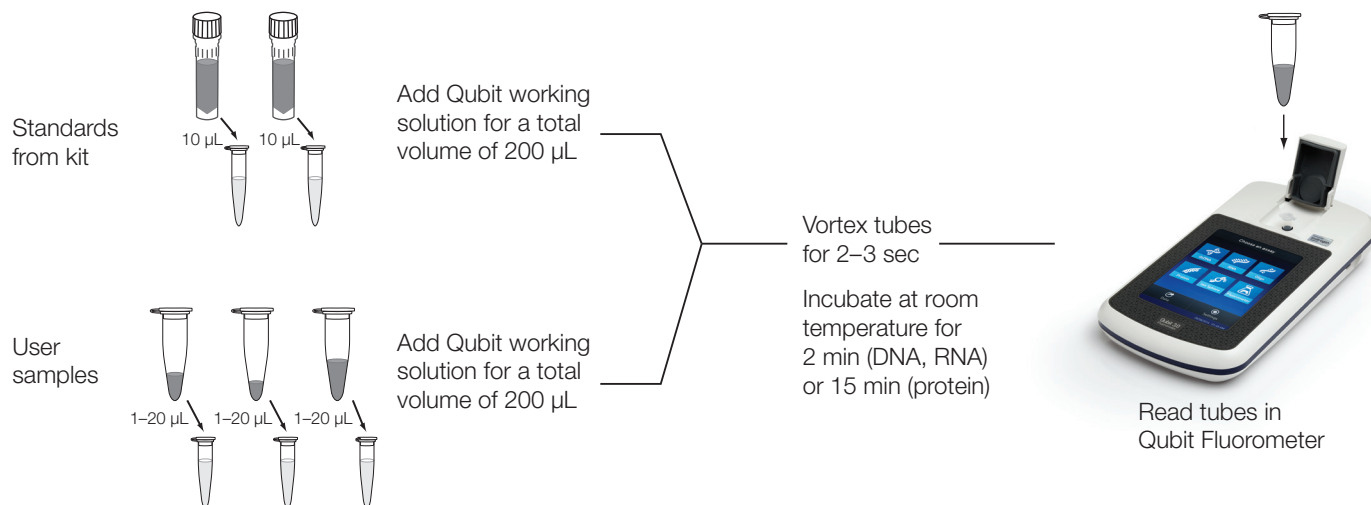 Standards
from kit
10 µL
10 µL
Add Qubit working
solution for a total
volume of 200 µL
User
samples
1–20 µL
1–20 µL
1–20 µL
Add Qubit working
solution for a total
volume of 200 µL
Vortex tubes
for 2–3 sec
Incubate at room
temperature for
2 min (DNA, RNA)
or 15 min (protein)
Choose an assay
Read tubes in
Qubit Fluorometer